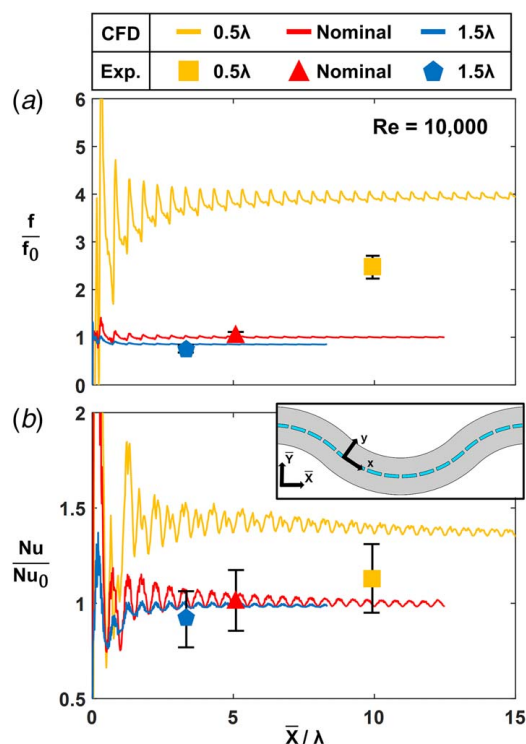 CFD 0.5λ Nominal 1.5λ
Exp. 0.5λ Nominal 1.5λ
(a)
Re = 10,000
6
5
4
3
2
1
0
f
f0
(b)
2
1.5
1
0.5
Nu
Nu0
y
x
Y
X
0 5 10 15
X / λ